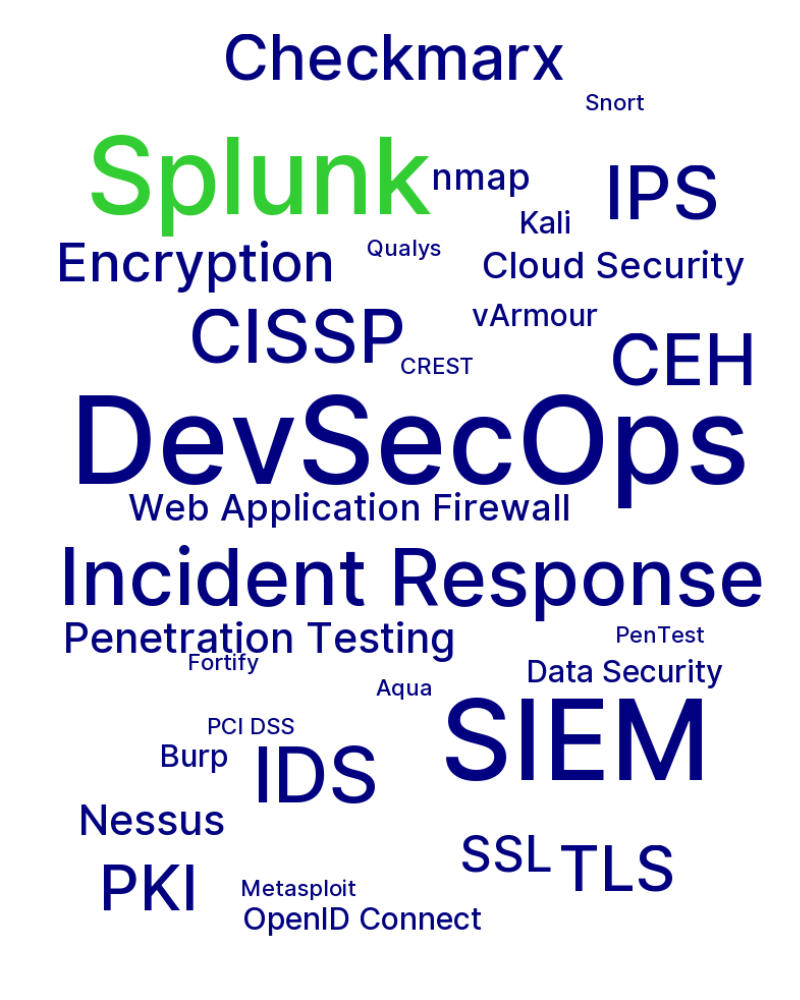 Checkmarx
Snort
Splunk
nmap
IPS
Kali
Encryption
Qualys
Cloud Security
CISSP
vArmour
CREST
CEH
DevSecOps
Web Application Firewall
Incident Response
Penetration Testing
PenTest
Fortify
Data Security
Aqua
PCI DSS
SIEM
Burp
IDS
Nessus
SSL
TLS
PKI
Metasploit
OpenID Connect